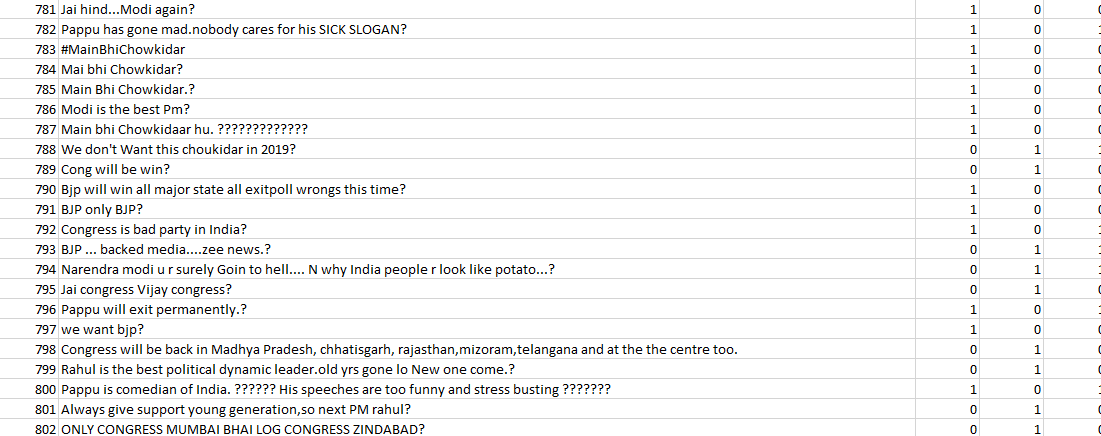 781 Jai hind...Modi again? 1 0
782 Pappu has gone mad.nobody cares for his SICK SLOGAN? 1 0
783 #MainBhiChowkidar 1 0
784 Mai bhi Chowkidar? 1 0
785 Main Bhi Chowkidar.? 1 0
786 Modi is the best Pm? 1 0
787 Main bhi Chowkidaar hu. ????????????? 1 0
788 We don't Want this choukidar in 2019? 0 1
789 Cong will be win? 0 1
790 Bjp will win all major state all exitpoll wrongs this time? 1 0
791 BJP only BJP? 1 0
792 Congress is bad party in India? 1 0
793 BJP ... backed media....zee news.? 0 1
794 Narendra modi u r surely Goin to hell.... N why India people r look like potato...? 0 1
795 Jai congress Vijay congress? 0 1
796 Pappu will exit permanently.? 1 0
797 we want bjp? 1 0
798 Congress will be back in Madhya Pradesh, chhatisgarh, rajasthan,mizoram,telangana and at the the centre too. 0 1
799 Rahul is the best political dynamic leader.old yrs gone lo New one come.? 0 1
800 Pappu is comedian of India. ?????? His speeches are too funny and stress busting ??????? 1 0
801 Always give support young generation,so next PM rahul? 0 1
802 ONLY CONGRESS MUMBAI BHAI LOG CONGRESS ZINDABAD? 0 1